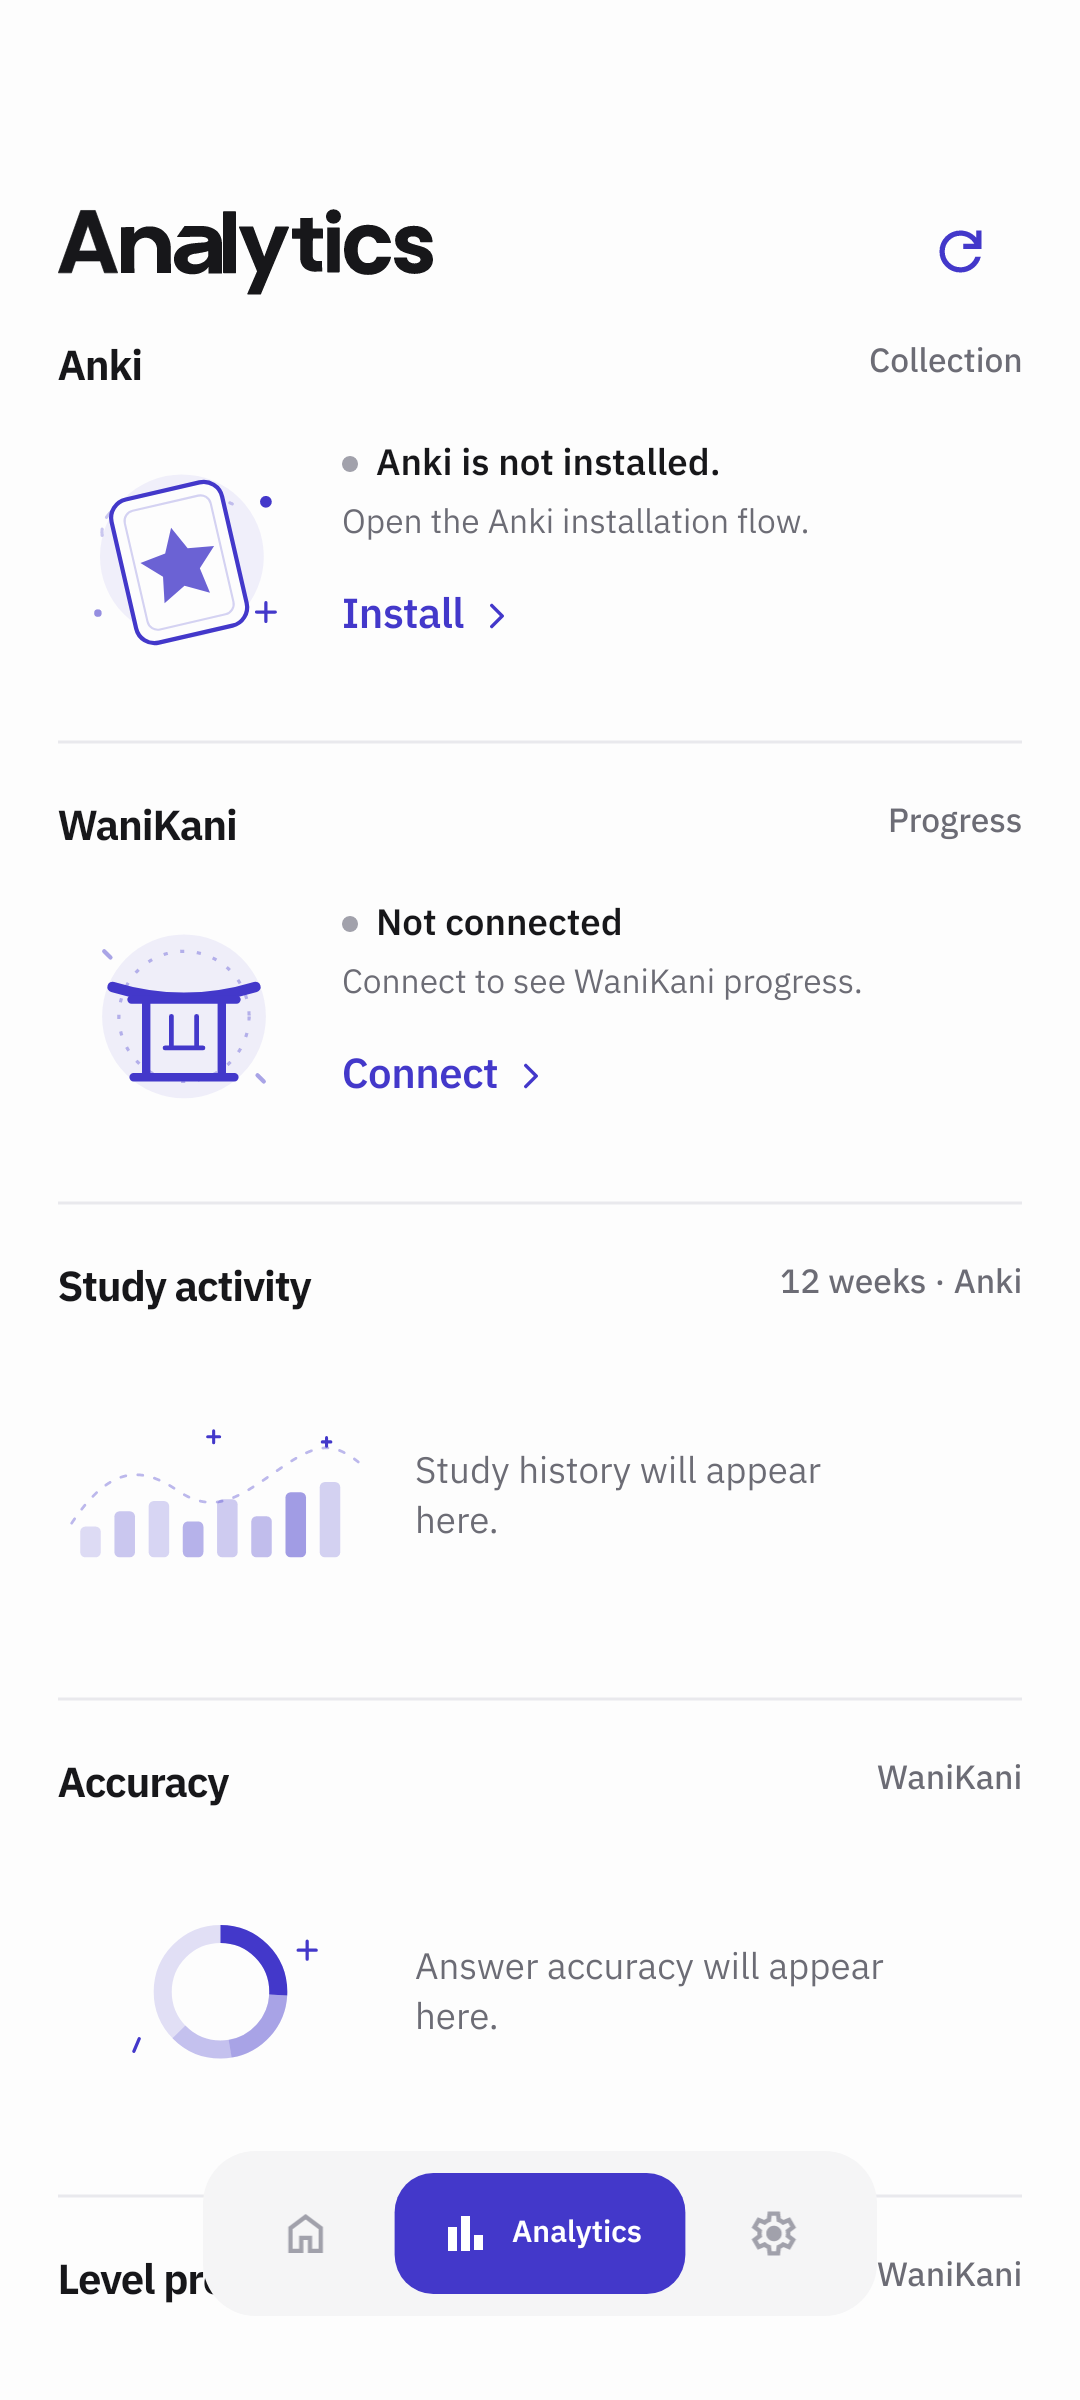 Analytics
Anki
Collection
Anki is not installed.
Open the Anki installation flow.
Install
WaniKani
Progress
Not connected
Connect to see WaniKani progress.
Connect
Study activity
12 weeks · Anki
Study history will appear
here.
Accuracy
WaniKani
Answer accuracy will appear
here.
Analytics
Level
WaniKani